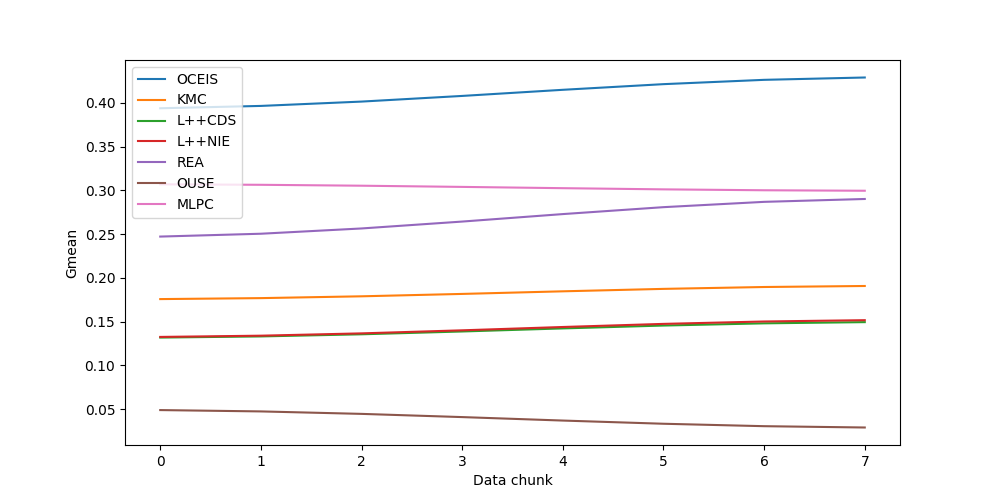 OCEIS
KMC
L++CDS
L++NIE
REA
OUSE
MLPC
Gmean
0.40
0.35
0.30
0.25
0.20
0.15
0.10
0.05
0 1 2 3 4 5 6 7
Data chunk